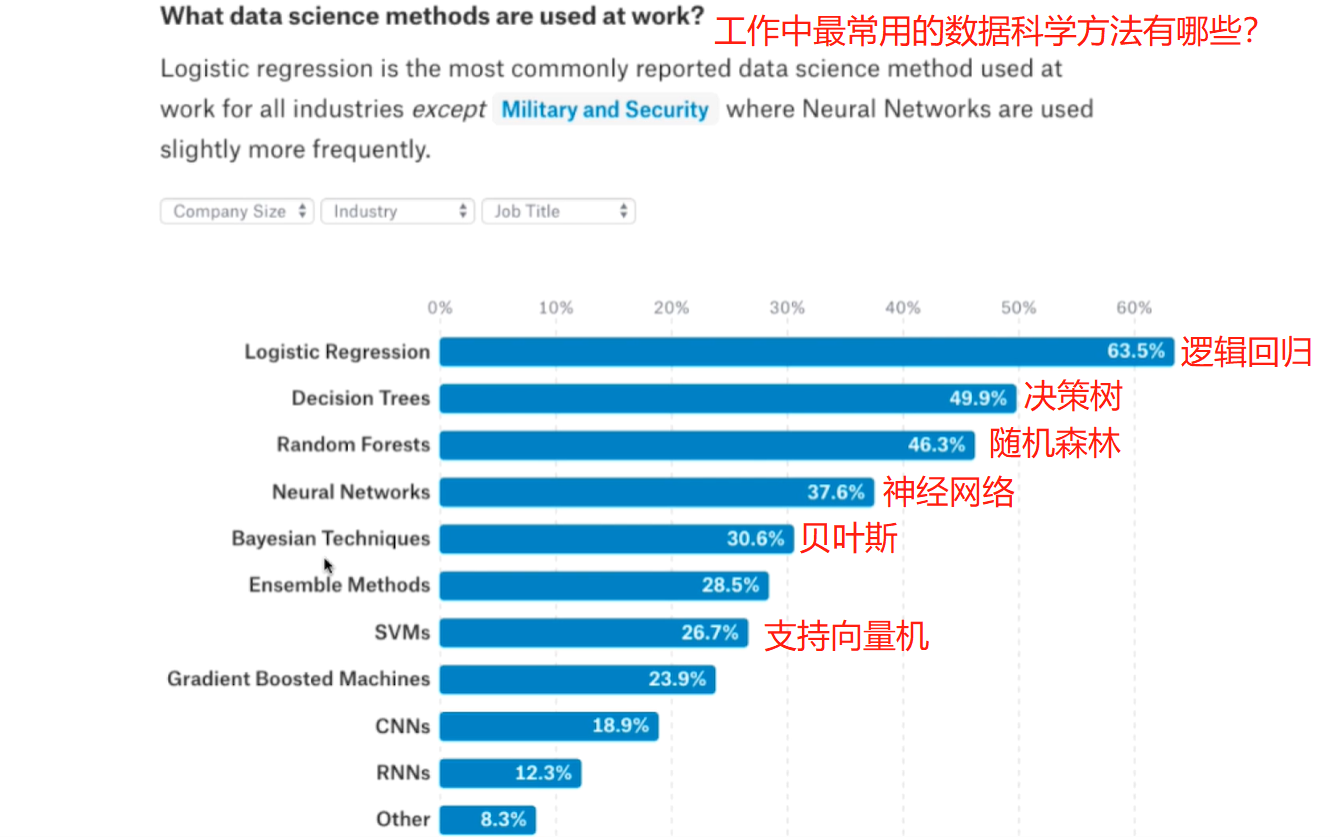 What data science methods are used at work?
工作中最常用的数据科学方法有哪些？
Logistic regression is the most commonly reported data science method used at
work for all industries except Military and Security where Neural Networks are used
slightly more frequently.
Company Size Industry Job Title
0% 10% 20% 30% 40% 50% 60%
Logistic Regression 63.5% 逻辑回归
Decision Trees 49.9% 决策树
Random Forests 46.3% 随机森林
Neural Networks 37.6% 神经网络
Bayesian Techniques 30.6% 贝叶斯
Ensemble Methods 28.5%
SVMs 26.7% 支持向量机
Gradient Boosted Machines 23.9%
CNNs 18.9%
RNNs 12.3%
Other 8.3%